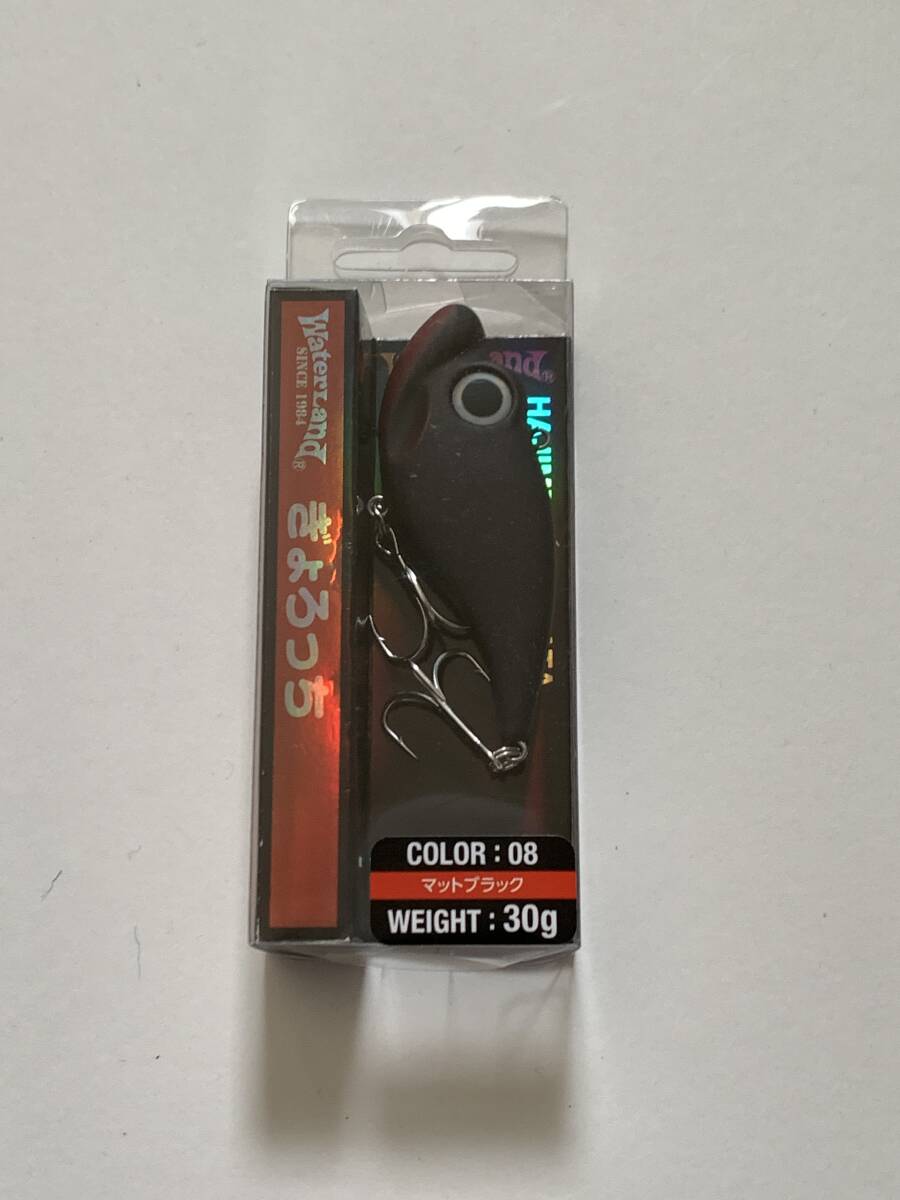 WaterLand®
SINCE 1984
ぎょろっち
and®
COLOR : 08
マットブラック
WEIGHT : 30g